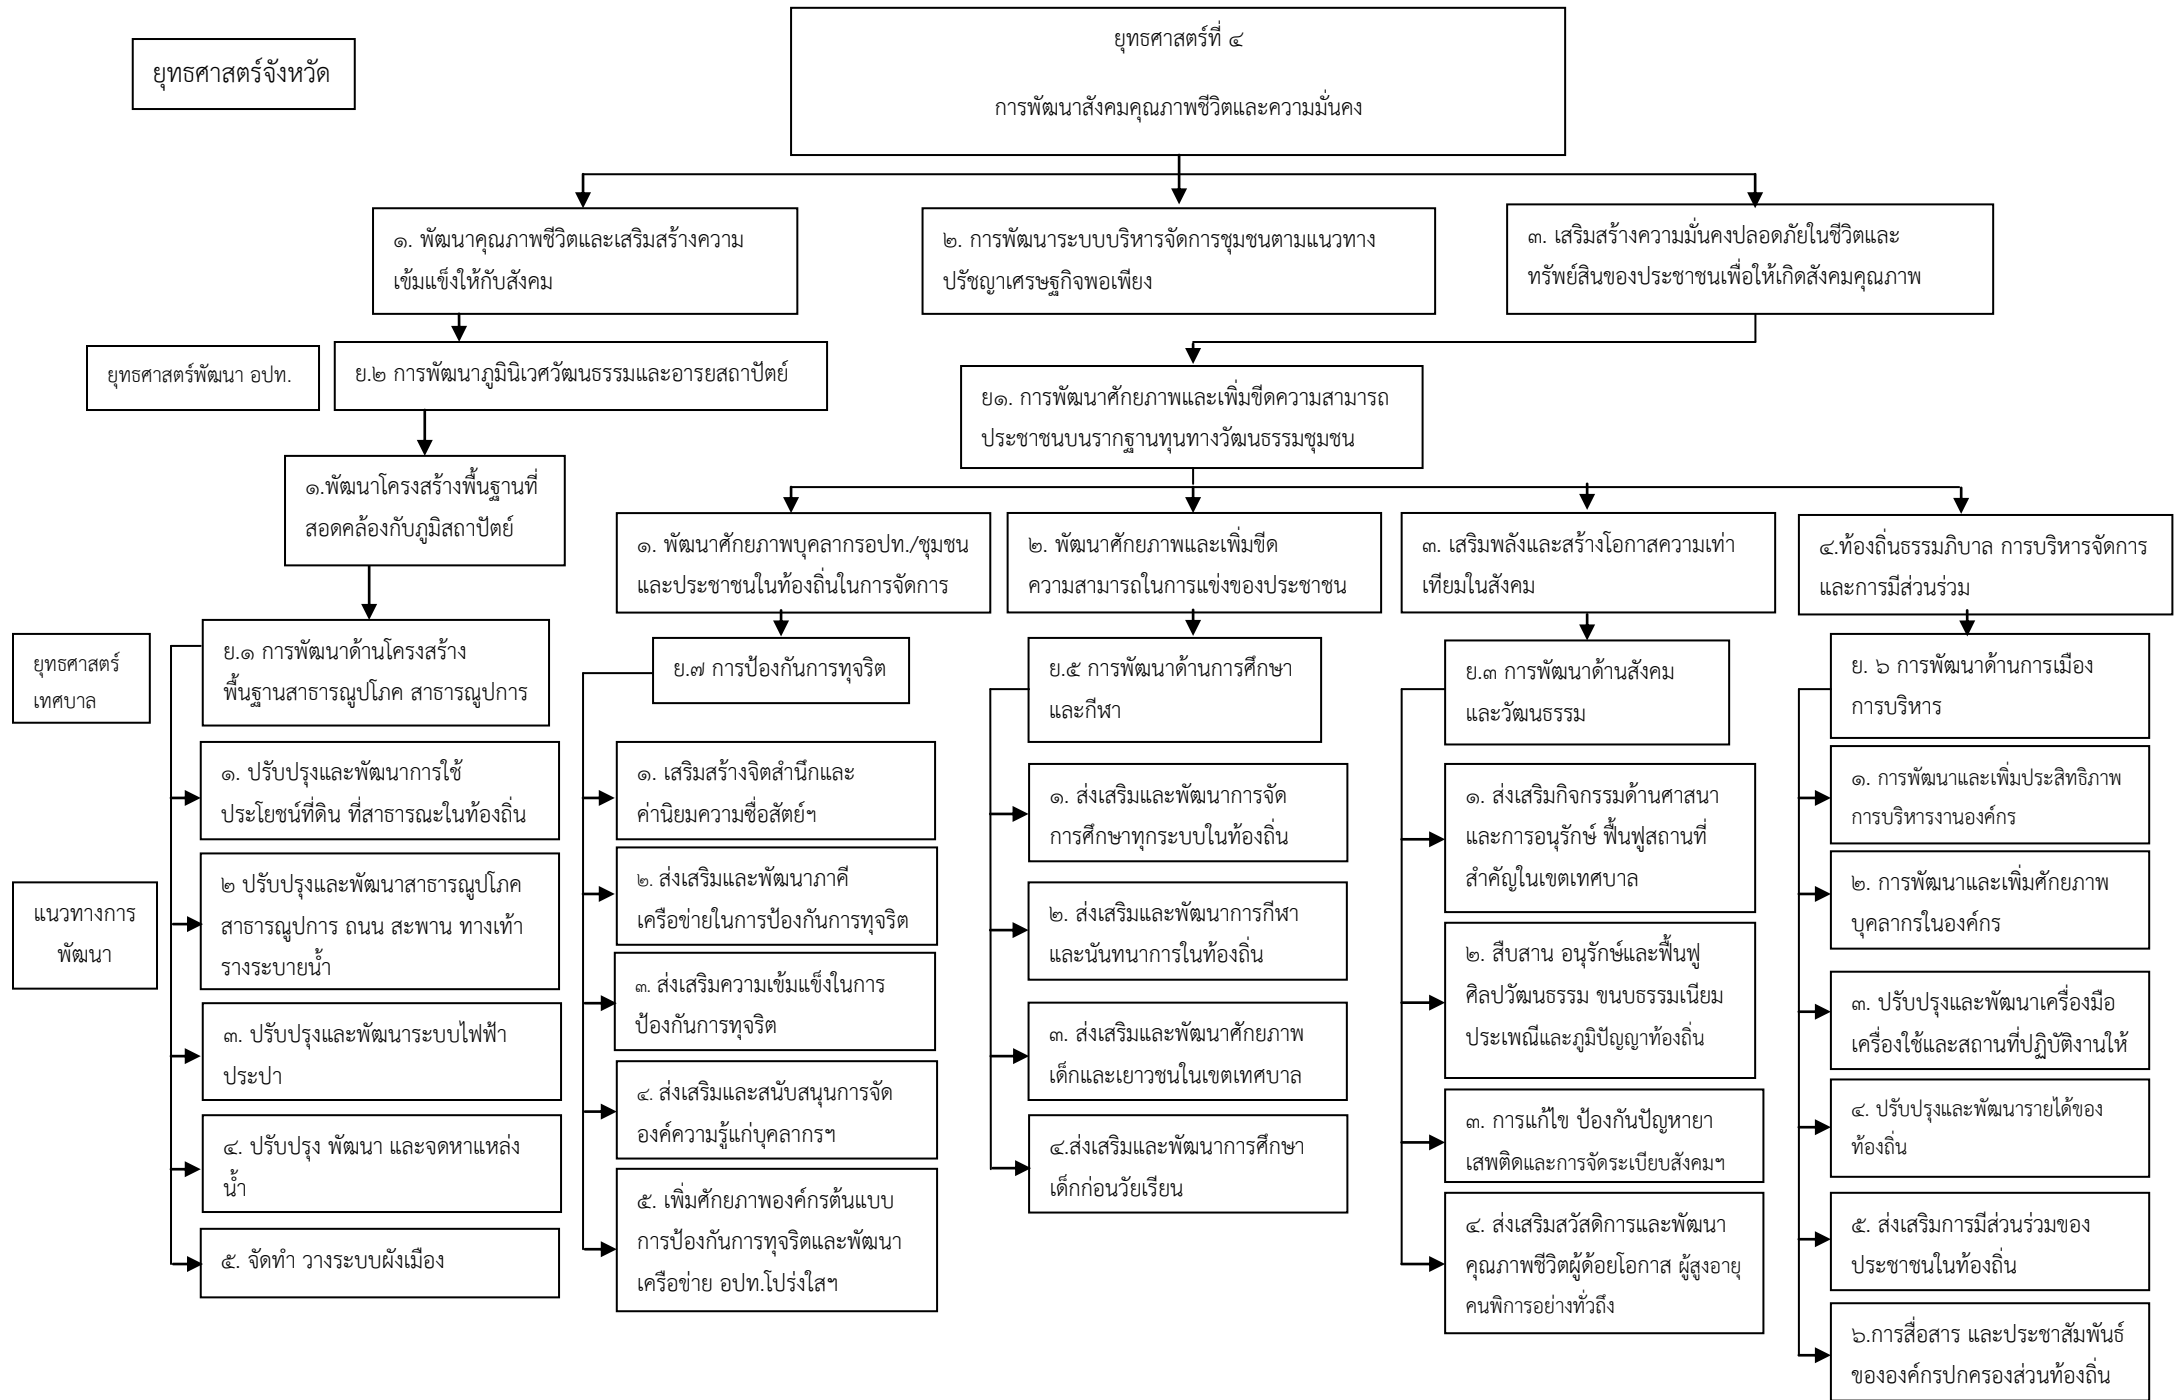 ยุทธศาสตร์จังหวัด
ยุทธศาสตร์ที่ ๔
การพัฒนาสังคมคุณภาพชีวิตและความมั่นคง
๑. พัฒนาคุณภาพชีวิตและเสริมสร้างความ
เข้มแข็งให้กับสังคม
๒. การพัฒนาระบบบริหารจัดการชุมชนตามแนวทาง
ปรัชญาเศรษฐกิจพอเพียง
๓. เสริมสร้างความมั่นคงปลอดภัยในชีวิตและ
ทรัพย์สินของประชาชนเพื่อให้เกิดสังคมคุณภาพ
ยุทธศาสตร์พัฒนา อปท.
ย.๒ การพัฒนาภูมินิเวศวัฒนธรรมและอารยสถาปัตย์
ย๑. การพัฒนาศักยภาพและเพิ่มขีดความสามารถ
ประชาชนบนรากฐานทุนทางวัฒนธรรมชุมชน
๑.พัฒนาโครงสร้างพื้นฐานที่
สอดคล้องกับภูมิสถาปัตย์
๑. พัฒนาศักยภาพบุคลากรอปท./ชุมชน
และประชาชนในท้องถิ่นในการจัดการ
๒. พัฒนาศักยภาพและเพิ่มขีด
ความสามารถในการแข่งของประชาชน
๓. เสริมพลังและสร้างโอกาสความเท่า
เทียมในสังคม
๔.ท้องถิ่นธรรมภิบาล การบริหารจัดการ
และการมีส่วนร่วม
ยุทธศาสตร์
เทศบาล
ย.๑ การพัฒนาด้านโครงสร้าง
พื้นฐานสาธารณูปโภค สาธารณูปการ
ย.๗ การป้องกันการทุจริต
ย.๕ การพัฒนาด้านการศึกษา
และกีฬา
ย.๓ การพัฒนาด้านสังคม
และวัฒนธรรม
ย. ๖ การพัฒนาด้านการเมือง
การบริหาร
แนวทางการ
พัฒนา
๑. ปรับปรุงและพัฒนาการใช้
ประโยชน์ที่ดิน ที่สาธารณะในท้องถิ่น
๒ ปรับปรุงและพัฒนาสาธารณูปโภค
สาธารณูปการ ถนน สะพาน ทางเท้า
รางระบายน้ำ
๓. ปรับปรุงและพัฒนาระบบไฟฟ้า
ประปา
๔. ปรับปรุง พัฒนา และจดหาแหล่ง
น้ำ
๕. จัดทำ วางระบบผังเมือง
๑. เสริมสร้างจิตสำนึกและ
ค่านิยมความซื่อสัตย์ฯ
๒. ส่งเสริมและพัฒนาภาคี
เครือข่ายในการป้องกันการทุจริต
๓. ส่งเสริมความเข้มแข็งในการ
ป้องกันการทุจริต
๔. ส่งเสริมและสนับสนุนการจัด
องค์ความรู้แก่บุคลากรฯ
๕. เพิ่มศักยภาพองค์กรต้นแบบ
การป้องกันการทุจริตและพัฒนา
เครือข่าย อปท.โปร่งใสฯ
๑. ส่งเสริมและพัฒนาการจัด
การศึกษาทุกระบบในท้องถิ่น
๒. ส่งเสริมและพัฒนาการกีฬา
และนันทนาการในท้องถิ่น
๓. ส่งเสริมและพัฒนาศักยภาพ
เด็กและเยาวชนในเขตเทศบาล
๔.ส่งเสริมและพัฒนาการศึกษา
เด็กก่อนวัยเรียน
๑. ส่งเสริมกิจกรรมด้านศาสนา
และการอนุรักษ์ ฟื้นฟูสถานที่
สำคัญในเขตเทศบาล
๒. สืบสาน อนุรักษ์และฟื้นฟู
ศิลปวัฒนธรรม ขนบธรรมเนียม
ประเพณีและภูมิปัญญาท้องถิ่น
๓. การแก้ไข ป้องกันปัญหายา
เสพติดและการจัดระเบียบสังคมฯ
๔. ส่งเสริมสวัสดิการและพัฒนา
คุณภาพชีวิตผู้ด้อยโอกาส ผู้สูงอายุ
คนพิการอย่างทั่วถึง
๑. การพัฒนาและเพิ่มประสิทธิภาพ
การบริหารงานองค์กร
๒. การพัฒนาและเพิ่มศักยภาพ
บุคลากรในองค์กร
๓. ปรับปรุงและพัฒนาเครื่องมือ
เครื่องใช้และสถานที่ปฏิบัติงานให้
๔. ปรับปรุงและพัฒนารายได้ของ
ท้องถิ่น
๕. ส่งเสริมการมีส่วนร่วมของ
ประชาชนในท้องถิ่น
๖.การสื่อสาร และประชาสัมพันธ์
ขององค์กรปกครองส่วนท้องถิ่น